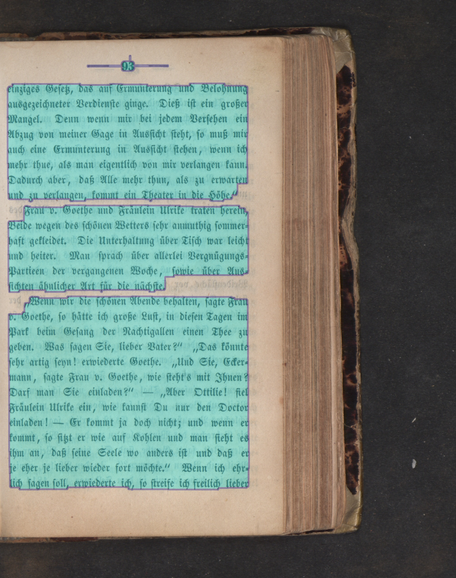 93
einziges Gesetz, das auf Ermunterung und Belohnung
ausgezeichneter Verdienste ginge. Dieß ist ein großer
Mangel. Denn wenn mir bei jedem Versehen ein
Abzug von meiner Gage in Aussicht steht, so muß mir
auch eine Ermunterung in Aussicht stehen, wenn ich
mehr thue, als man eigentlich von mir verlangen kann.
Dadurch aber, daß Alle mehr thun, als zu erwarten
und zu verlangen, kommt ein Theater in die Höhe.“
Frau v. Goethe und Fräulein Ulrike traten herein,
Beide wegen des schönen Wetters sehr anmuthig sommer-
haft gekleidet. Die Unterhaltung über Tisch war leicht
und heiter. Man sprach über allerlei Vergnügungs-
Partieen der vergangenen Woche, sowie über Aus-
sichten ähnlicher Art für die nächste.
„Wenn wir die schönen Abende behalten, sagte Frau
v. Goethe, so hätte ich große Lust, in diesen Tagen im
Park beim Gesang der Nachtigallen einen Thee zu
geben. Was sagen Sie, lieber Vater?“ „Das könnte
sehr artig seyn! erwiederte Goethe. „Und Sie, Ecker-
mann, sagte Frau v. Goethe, wie steht's mit Ihnen?
Darf man Sie einladen?“ — „Aber Ottilie! fiel
Fräulein Ulrike ein, wie kannst Du nur den Doctor
einladen! — Er kommt ja doch nicht; und wenn er
kommt, so sitzt er wie auf Kohlen und man sieht es
ihm an, daß seine Seele wo anders ist und daß er
je eher je lieber wieder fort möchte.“ Wenn ich ehr-
lich sagen soll, erwiederte ich, so streife ich freilich lieber